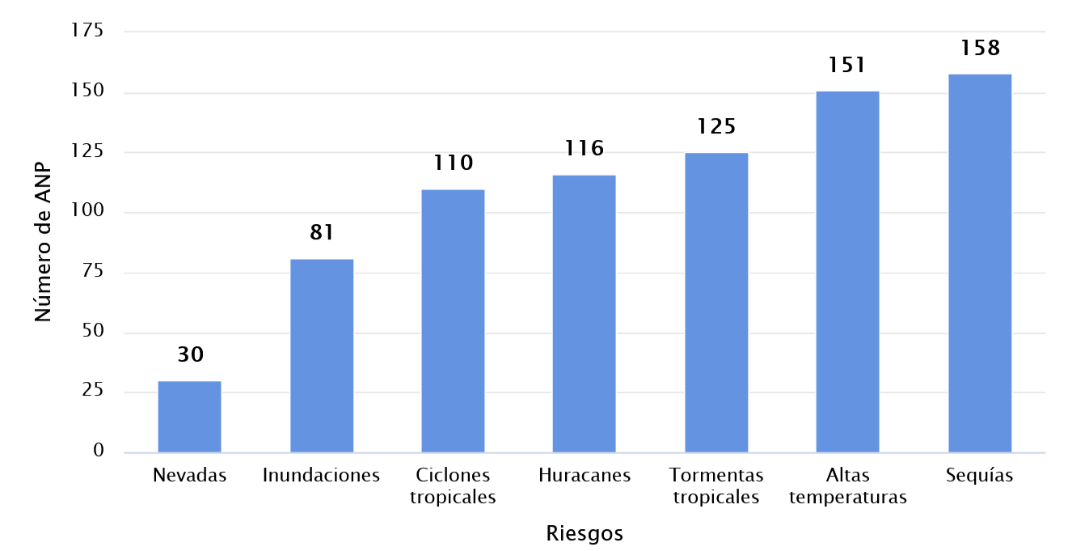 175
150
125
100
75
50
25
0
Número de ANP
30
81
110
116
125
151
158
Nevadas
Inundaciones
Ciclones
tropicales
Huracanes
Tormentas
tropicales
Altas
temperaturas
Sequías
Riesgos